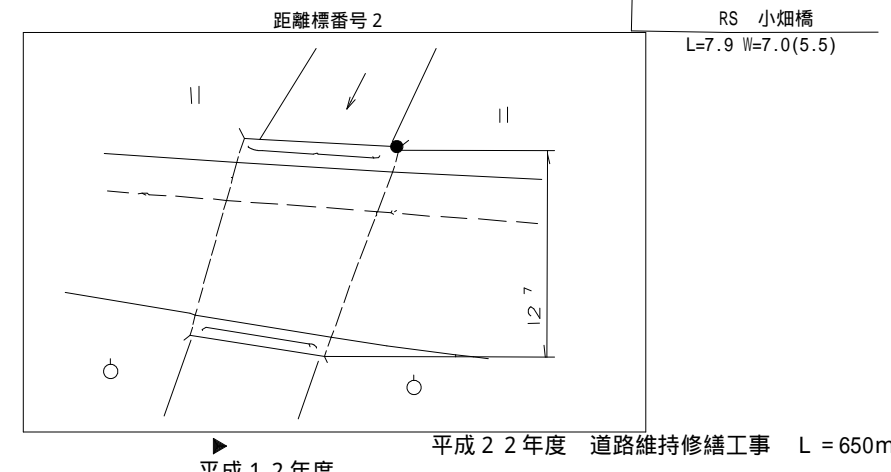 距離標番号2
RS 小畑橋
L=7.9 W=7.0(5.5)
12 7
平成22年度 道路維持修繕工事 L =650m
平成12年度